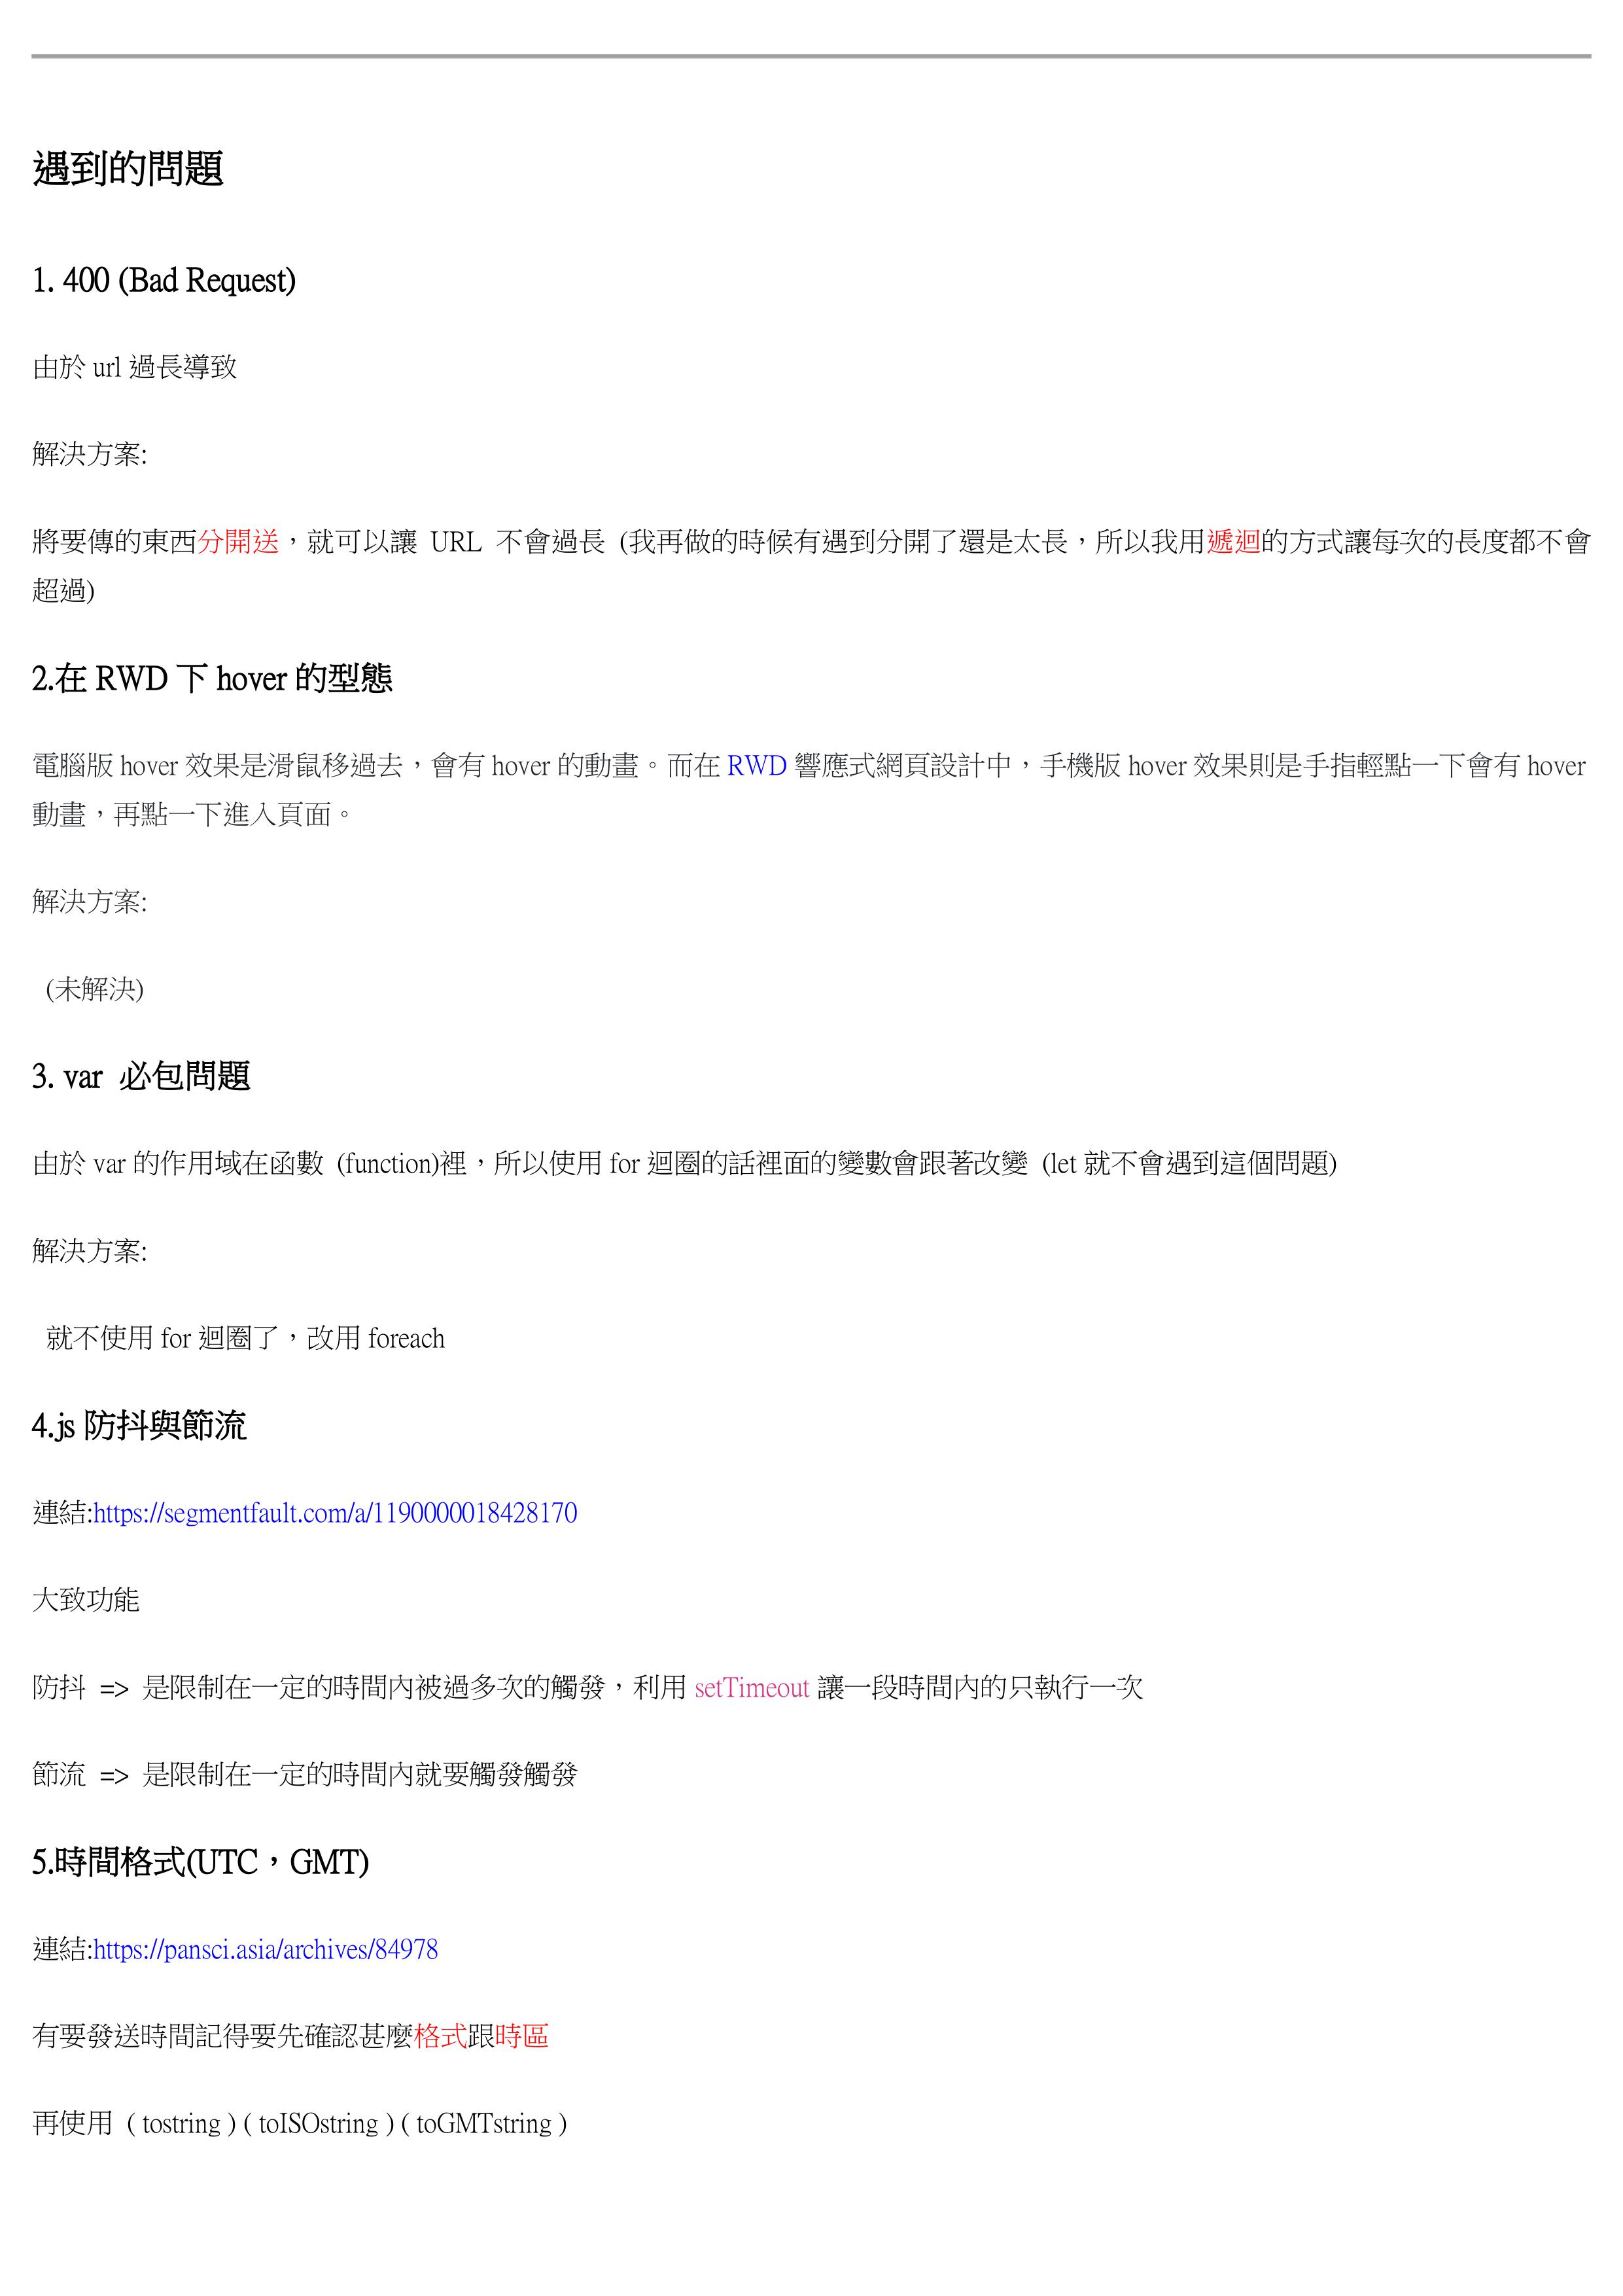 遇到的問題
1. 400 (Bad Request)
由於 url 過長導致
解決方案:
將要傳的東西分開送，就可以讓 URL 不會過長 (我再做的時候有遇到分開了還是太長，所以我用遞迴的方式讓每次的長度都不會
超過)
2.在 RWD 下 hover 的型態
電腦版 hover 效果是滑鼠移過去，會有 hover 的動畫。而在 RWD 響應式網頁設計中，手機版 hover 效果則是手指輕點一下會有 hover
動畫，再點一下進入頁面。
解決方案:
(未解決)
3. var 必包問題
由於 var 的作用域在函數 (function)裡，所以使用 for 迴圈的話裡面的變數會跟著改變 (let 就不會遇到這個問題)
解決方案:
就不使用 for 迴圈了，改用 foreach
4.js 防抖與節流
連結:https://segmentfault.com/a/1190000018428170
大致功能
防抖 => 是限制在一定的時間內被過多次的觸發，利用 setTimeout 讓一段時間內的只執行一次
節流 => 是限制在一定的時間內就要觸發觸發
5.時間格式(UTC，GMT)
連結:https://pansci.asia/archives/84978
有要發送時間記得要先確認甚麼格式跟時區
再使用 ( tostring ) ( toISOstring ) ( toGMTstring )